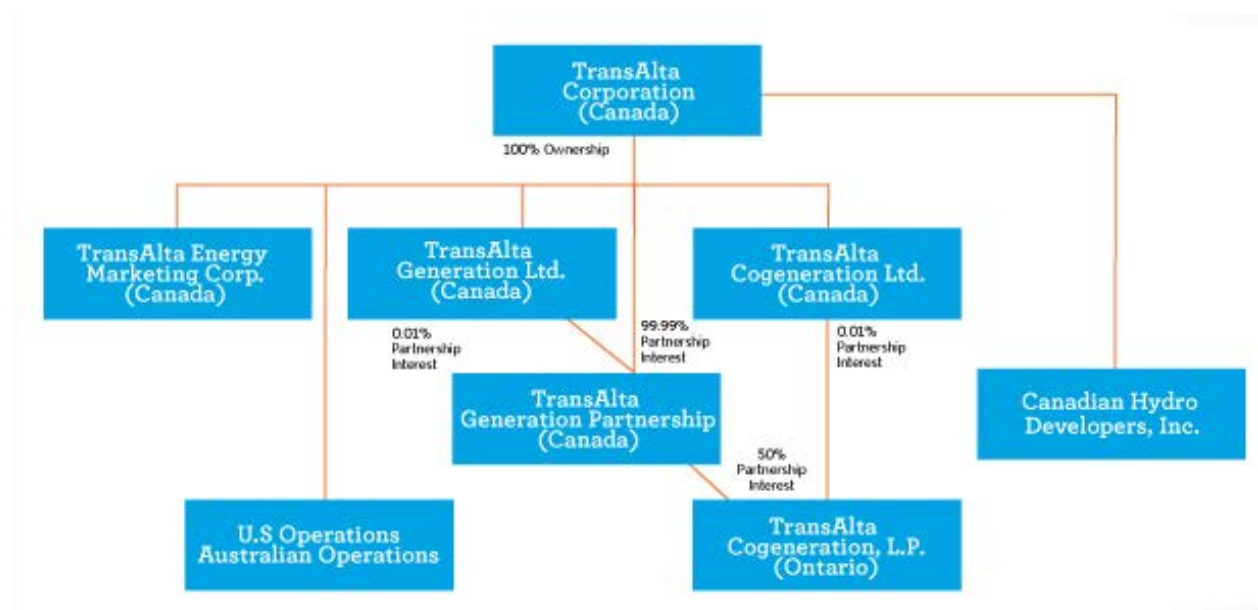 TransAlta
Corporation
(Canada)
100% Ownership
TransAlta Energy
Marketing Corp.
(Canada)
TransAlta
Generation Ltd.
(Canada)
TransAlta
Cogeneration Ltd.
(Canada)
0.01%
Partnership
Interest
99.99%
Partnership
Interest
0.01%
Partnership
Interest
TransAlta
Generation Partnership
(Canada)
Canadian Hydro
Developers, Inc.
50%
Partnership
Interest
U.S Operations
Australian Operations
TransAlta
Cogeneration, L.P.
(Ontario)